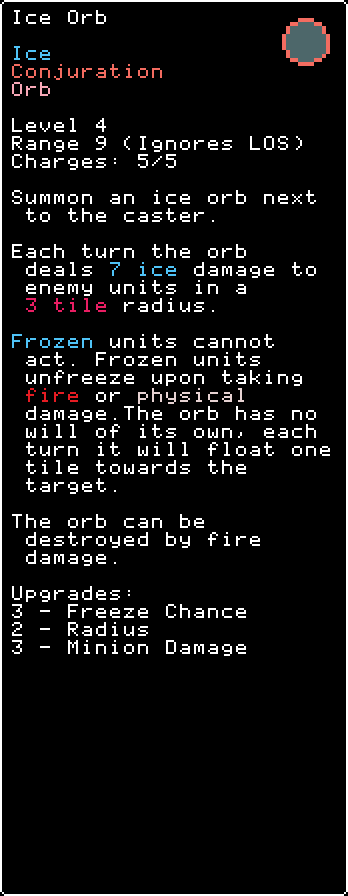 Ice Orb
Ice
Conjuration
Orb
Level 4
Range 9 (Ignores LOS)
Charges: 5/5
Summon an ice orb next
to the caster.
Each turn the orb
deals 7 ice damage to
enemy units in a
3 tile radius.
Frozen units cannot
act. Frozen units
unfreeze upon taking
fire or physical
damage.The orb has no
will of its own, each
turn it will float one
tile towards the
target.
The orb can be
destroyed by fire
damage.
Upgrades:
3 - Freeze Chance
2 - Radius
3 - Minion Damage